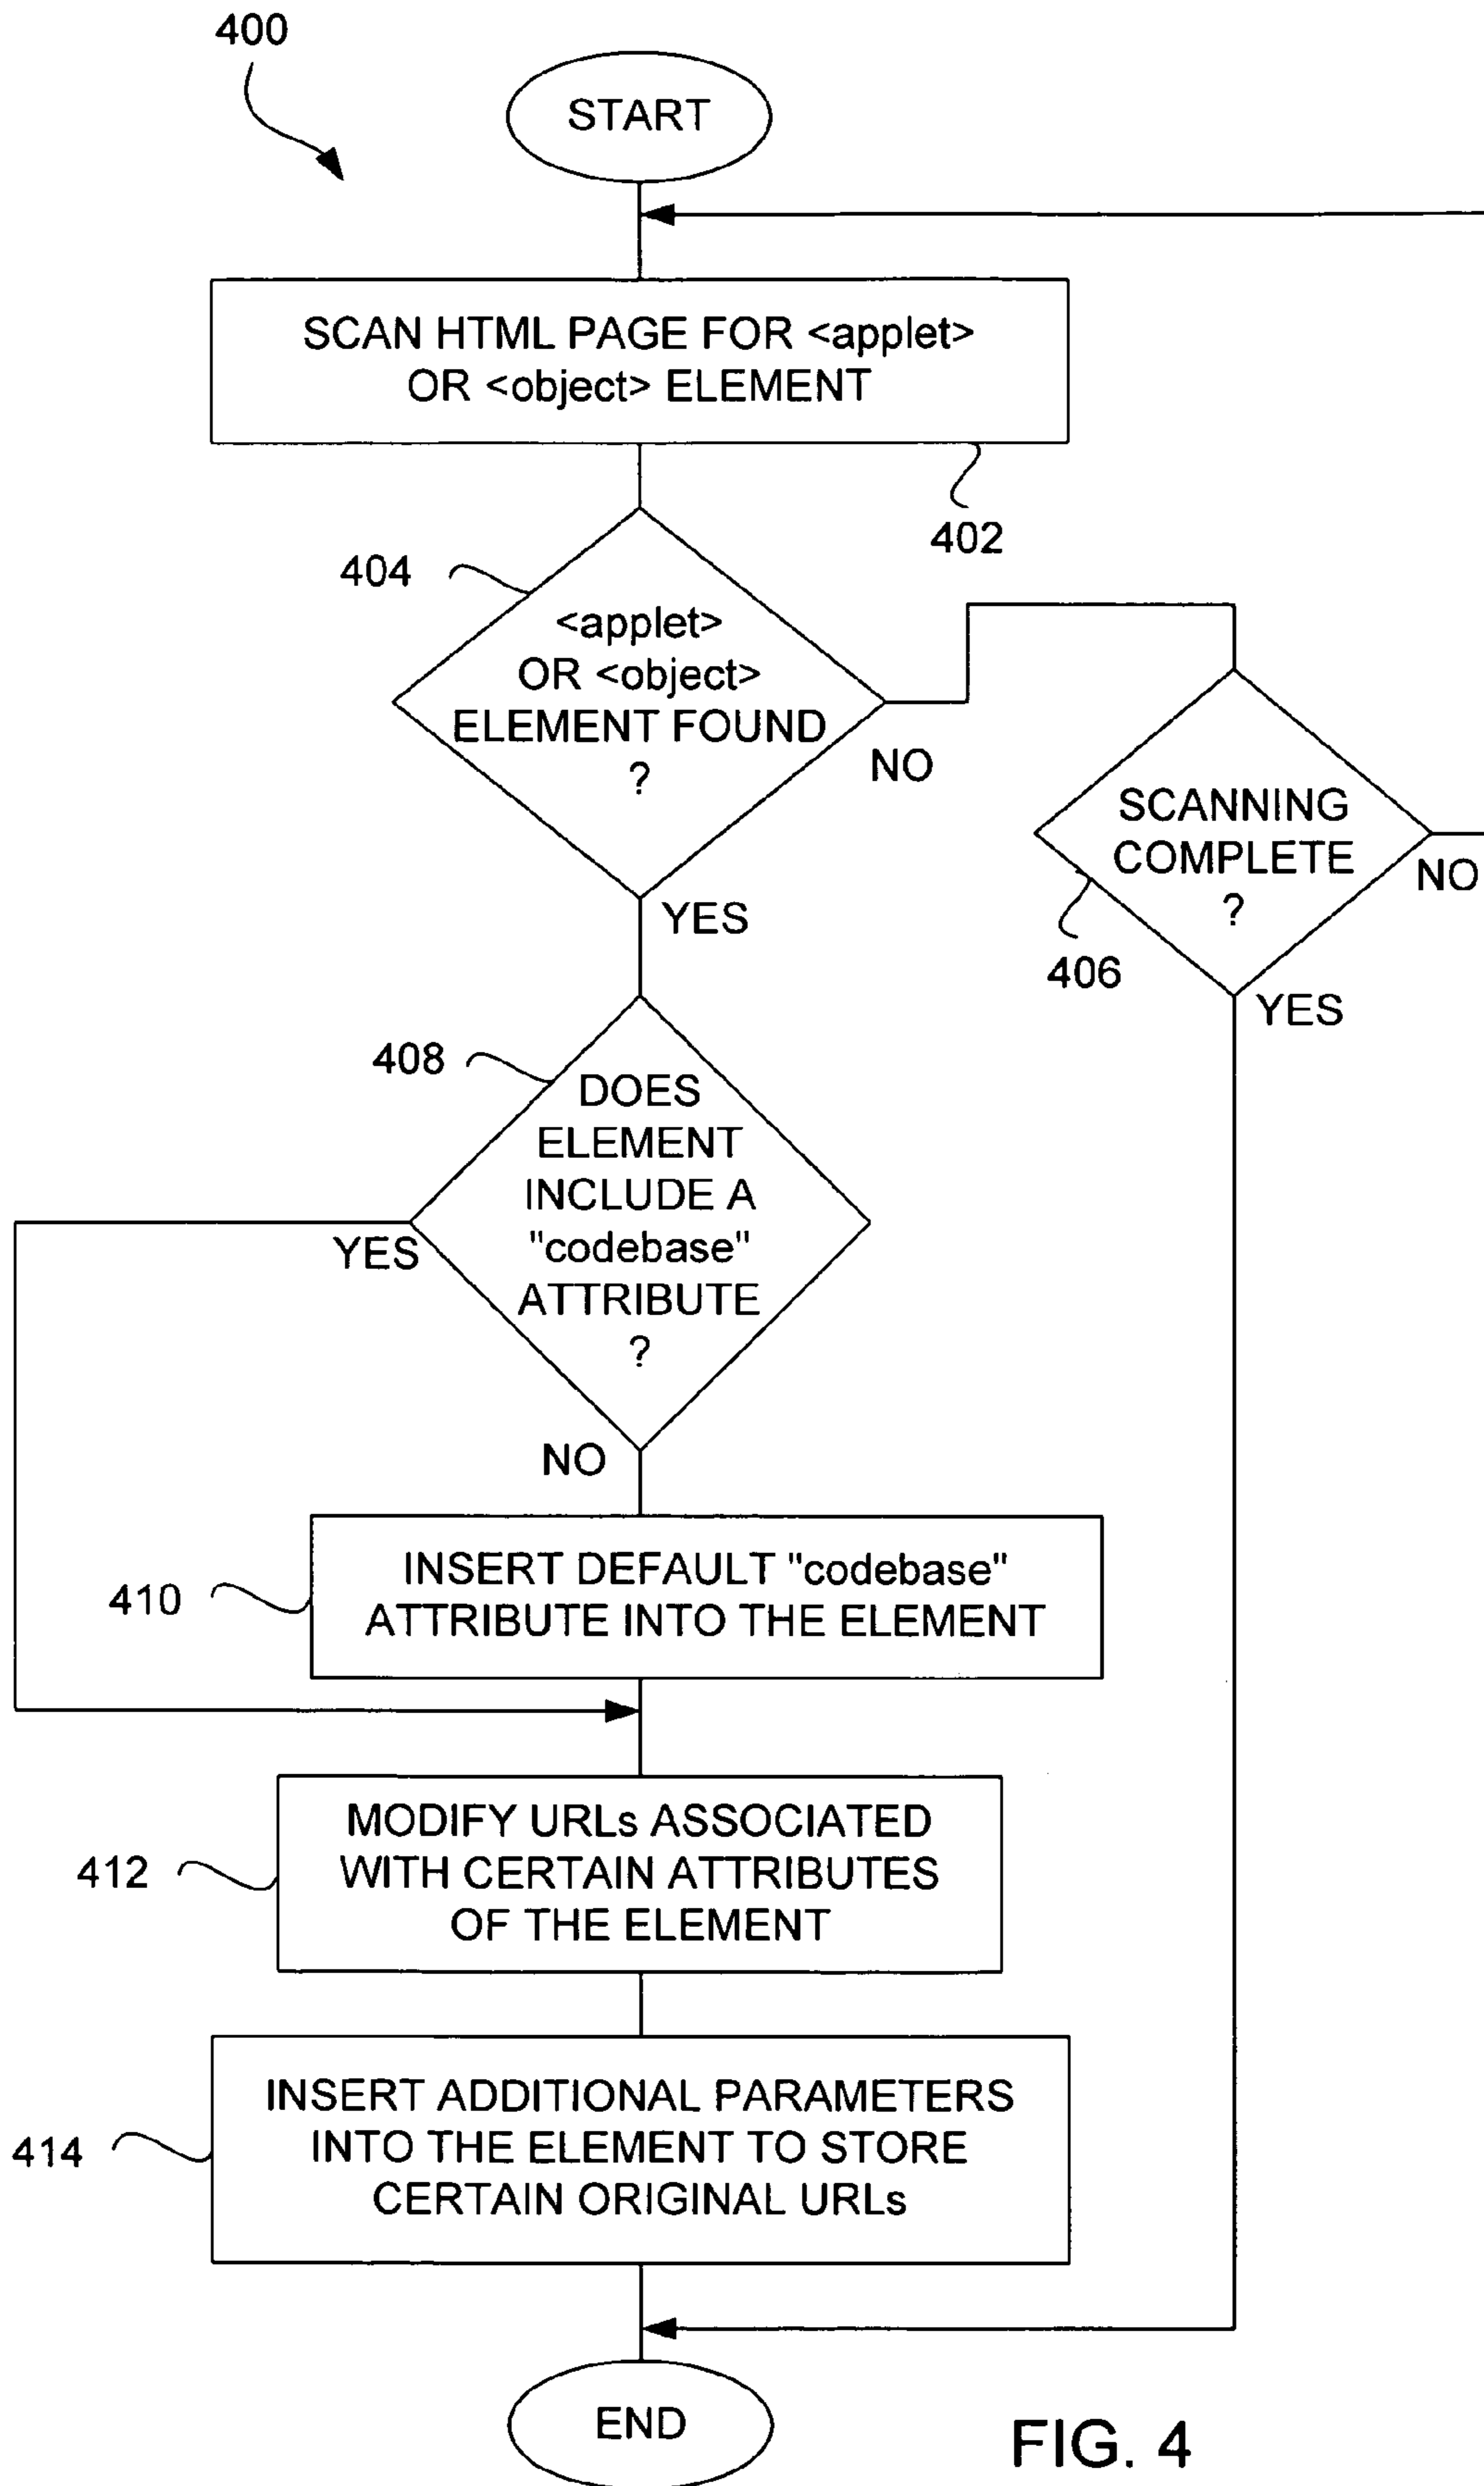 400
START
SCAN HTML PAGE FOR <applet>
OR <object> ELEMENT
402
404
<applet>
OR <object>
ELEMENT FOUND
?
NO
YES
SCANNING
COMPLETE
?
NO
406
YES
408
DOES
ELEMENT
INCLUDE A
"codebase"
ATTRIBUTE
?
YES
NO
410
INSERT DEFAULT "codebase"
ATTRIBUTE INTO THE ELEMENT
412
MODIFY URLs ASSOCIATED
WITH CERTAIN ATTRIBUTES
OF THE ELEMENT
414
INSERT ADDITIONAL PARAMETERS
INTO THE ELEMENT TO STORE
CERTAIN ORIGINAL URLs
END
FIG. 4